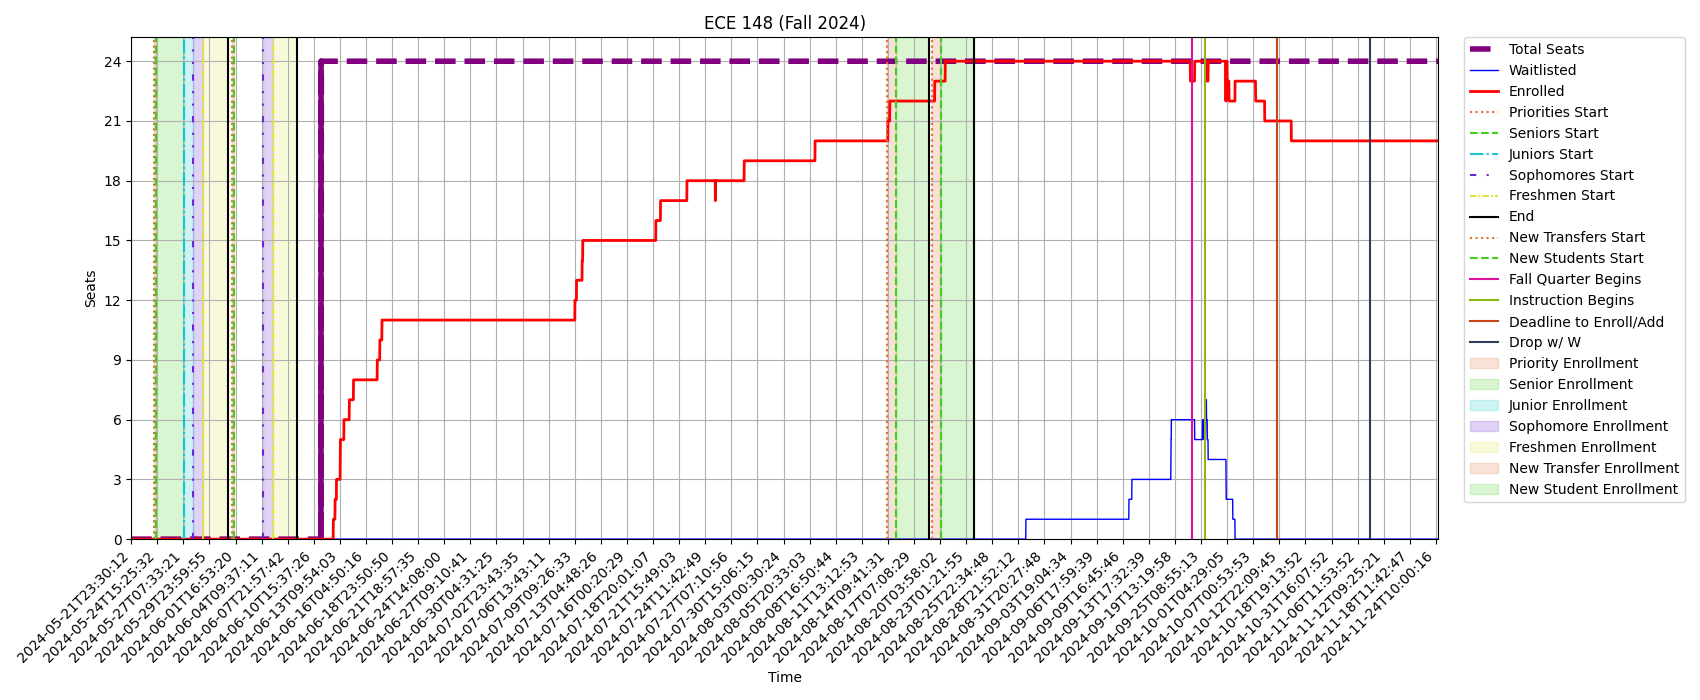 ECE 148 (Fall 2024)
Seats
24
21
18
15
12
9
6
3
0
2024-05-21T23:30:12
2024-05-24T15:25:32
2024-05-27T07:33:21
2024-05-29T23:59:55
2024-06-01T16:53:20
2024-06-04T09:37:11
2024-06-07T21:57:42
2024-06-10T15:37:26
2024-06-13T09:54:03
2024-06-16T04:50:16
2024-06-18T23:50:50
2024-06-21T18:57:35
2024-06-24T14:08:00
2024-06-27T09:10:41
2024-06-30T04:31:25
2024-07-02T23:43:35
2024-07-06T13:43:11
2024-07-09T09:26:33
2024-07-13T04:48:26
2024-07-16T00:20:29
2024-07-18T20:01:07
2024-07-21T15:49:03
2024-07-24T11:42:49
2024-07-27T07:10:56
2024-07-30T15:06:15
2024-08-03T00:30:24
2024-08-05T20:33:03
2024-08-08T16:50:44
2024-08-11T13:12:53
2024-08-14T09:41:31
2024-08-17T07:08:29
2024-08-20T03:58:02
2024-08-23T01:21:55
2024-08-25T22:34:48
2024-08-28T21:52:12
2024-08-31T20:27:48
2024-09-03T19:04:34
2024-09-06T17:59:39
2024-09-09T16:45:46
2024-09-13T17:32:39
2024-09-19T13:19:58
2024-09-25T08:55:13
2024-10-01T04:29:05
2024-10-07T00:53:53
2024-10-12T22:09:45
2024-10-18T19:13:52
2024-10-31T16:07:52
2024-11-06T11:53:52
2024-11-12T09:25:21
2024-11-18T11:42:47
2024-11-24T10:00:16
Time
Total Seats
Waitlisted
Enrolled
Priorities Start
Seniors Start
Juniors Start
Sophomores Start
Freshmen Start
End
New Transfers Start
New Students Start
Fall Quarter Begins
Instruction Begins
Deadline to Enroll/Add
Drop w/ W
Priority Enrollment
Senior Enrollment
Junior Enrollment
Sophomore Enrollment
Freshmen Enrollment
New Transfer Enrollment
New Student Enrollment